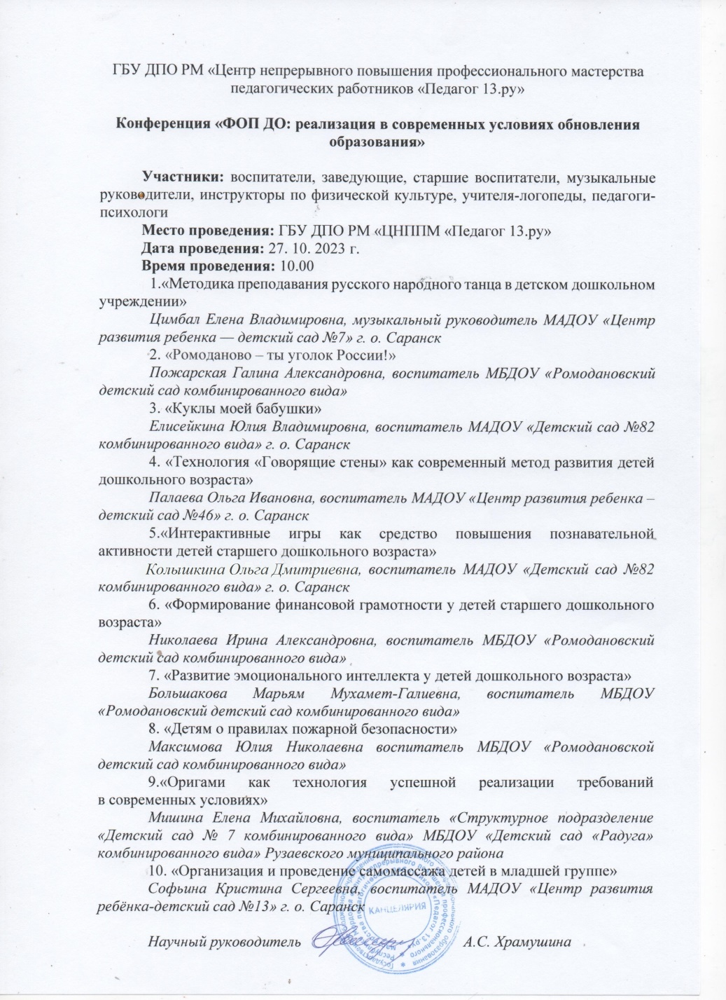 ГБУ ДПО РМ «Центр непрерывного повышения профессионального мастерства
педагогических работников «Педагог 13.ру»
Конференция «ФОП ДО: реализация в современных условиях обновления
образования»
Участники: воспитатели, заведующие, старшие воспитатели, музыкальные
руководители, инструкторы по физической культуре, учителя-логопеды, педагоги-
психологи
Место проведения: ГБУ ДПО РМ «ЦНППМ «Педагог 13.ру»
Дата проведения: 27. 10. 2023 г.
Время проведения: 10.00
1.«Методика преподавания русского народного танца в детском дошкольном
учреждении»
Цимбал Елена Владимировна, музыкальный руководитель МАДОУ «Центр
развития ребенка — детский сад №7» г. о. Саранск
2. «Ромоданово – ты уголок России!»
Пожарская Галина Александровна, воспитатель МБДОУ «Ромодановский
детский сад комбинированного вида»
3. «Куклы моей бабушки»
Елисейкина Юлия Владимировна, воспитатель МАДОУ «Детский сад №82
комбинированного вида» г. о. Саранск
4. «Технология «Говорящие стены» как современный метод развития детей
дошкольного возраста»
Палаева Ольга Ивановна, воспитатель МАДОУ «Центр развития ребенка –
детский сад №46» г. о. Саранск
5.«Интерактивные игры как средство повышения познавательной
активности детей старшего дошкольного возраста»
Колышкина Ольга Дмитриевна, воспитатель МАДОУ «Детский сад №82
комбинированного вида» г. о. Саранск
6. «Формирование финансовой грамотности у детей старшего дошкольного
возраста»
Николаева Ирина Александровна, воспитатель МБДОУ «Ромодановский
детский сад комбинированного вида»
7. «Развитие эмоционального интеллекта у детей дошкольного возраста»
Большакова Марьям Мухамет-Галиевна, воспитатель МБДОУ
«Ромодановский детский сад комбинированного вида»
8. «Детям о правилах пожарной безопасности»
Максимова Юлия Николаевна воспитатель МБДОУ «Ромодановской
детский сад комбинированного вида»
9.«Оригами как технология успешной реализации требований
в современных условиях»
Мишина Елена Михайловна, воспитатель «Структурное подразделение
«Детский сад № 7 комбинированного вида» МБДОУ «Детский сад «Радуга»
комбинированного вида» Рузаевского муниципального района
10. «Организация и проведение самомассажа детей в младшей группе»
Софьина Кристина Сергеевна, воспитатель МАДОУ «Центр развития
ребёнка-детский сад №13» г. о. Саранск
КАНЦЕЛЯРИЯ
Научный руководитель А.С. Храмушина